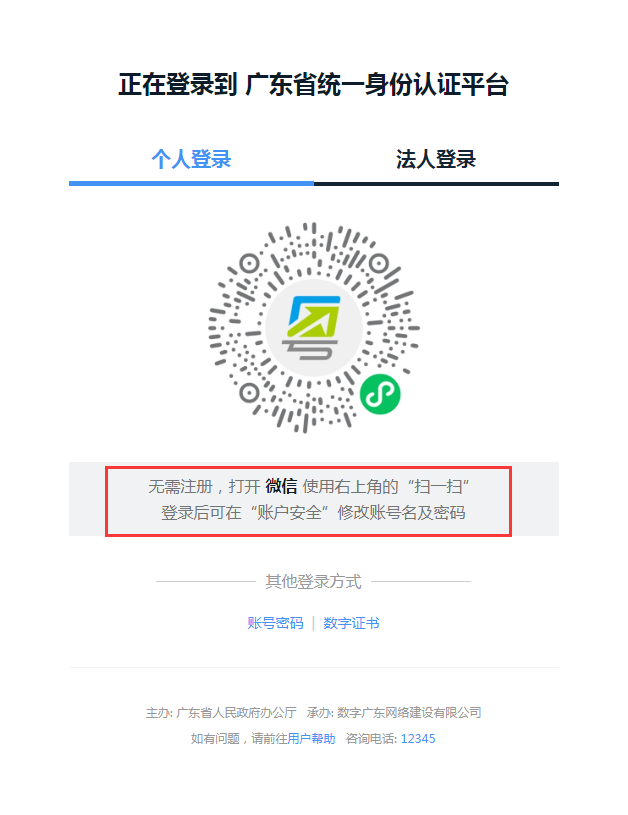 正在登录到 广东省统一身份认证平台
个人登录 法人登录
无需注册，打开 微信 使用右上角的“扫一扫”
登录后可在“账户安全”修改账号名及密码
其他登录方式
账号密码 | 数字证书
主办: 广东省人民政府办公厅 承办: 数字广东网络建设有限公司
如有问题，请前往用户帮助 咨询电话: 12345